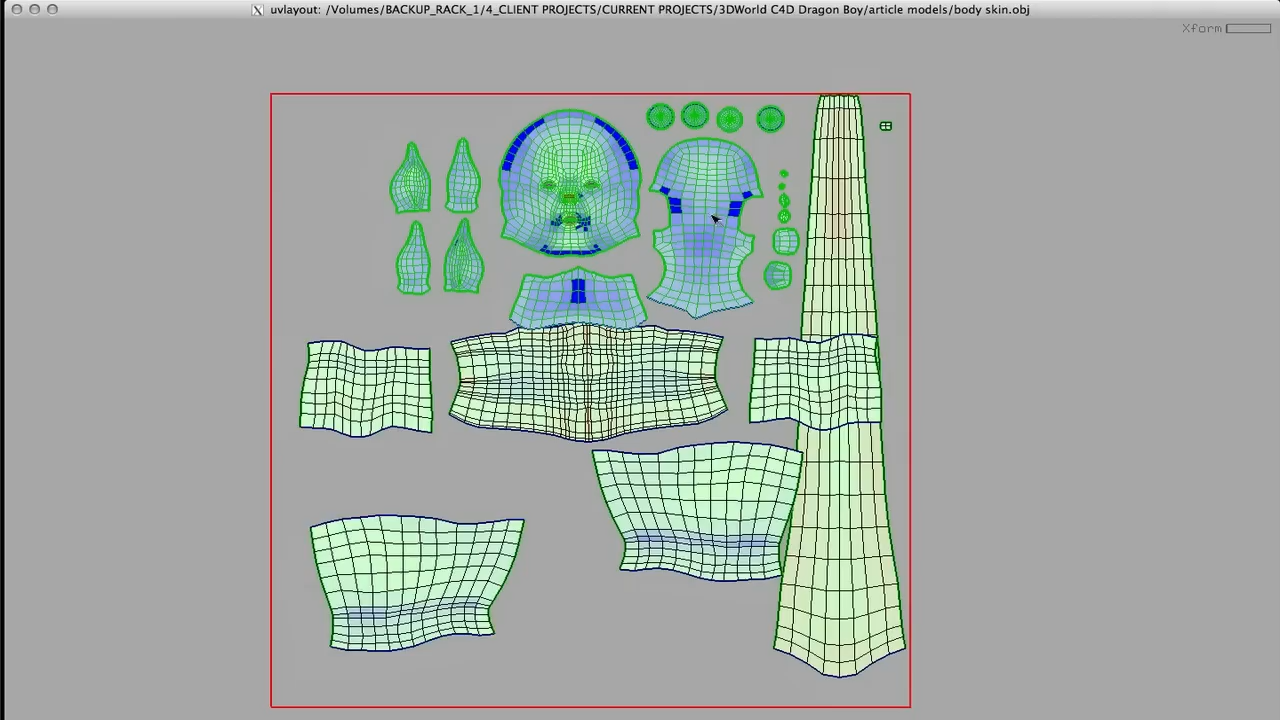 uvlayout: /Volumes/BACKUP_RACK_1/4_CLIENT PROJECTS/CURRENT PROJECTS/3DWorld C4D Dragon Boy/article models/body skin.obj
Xform